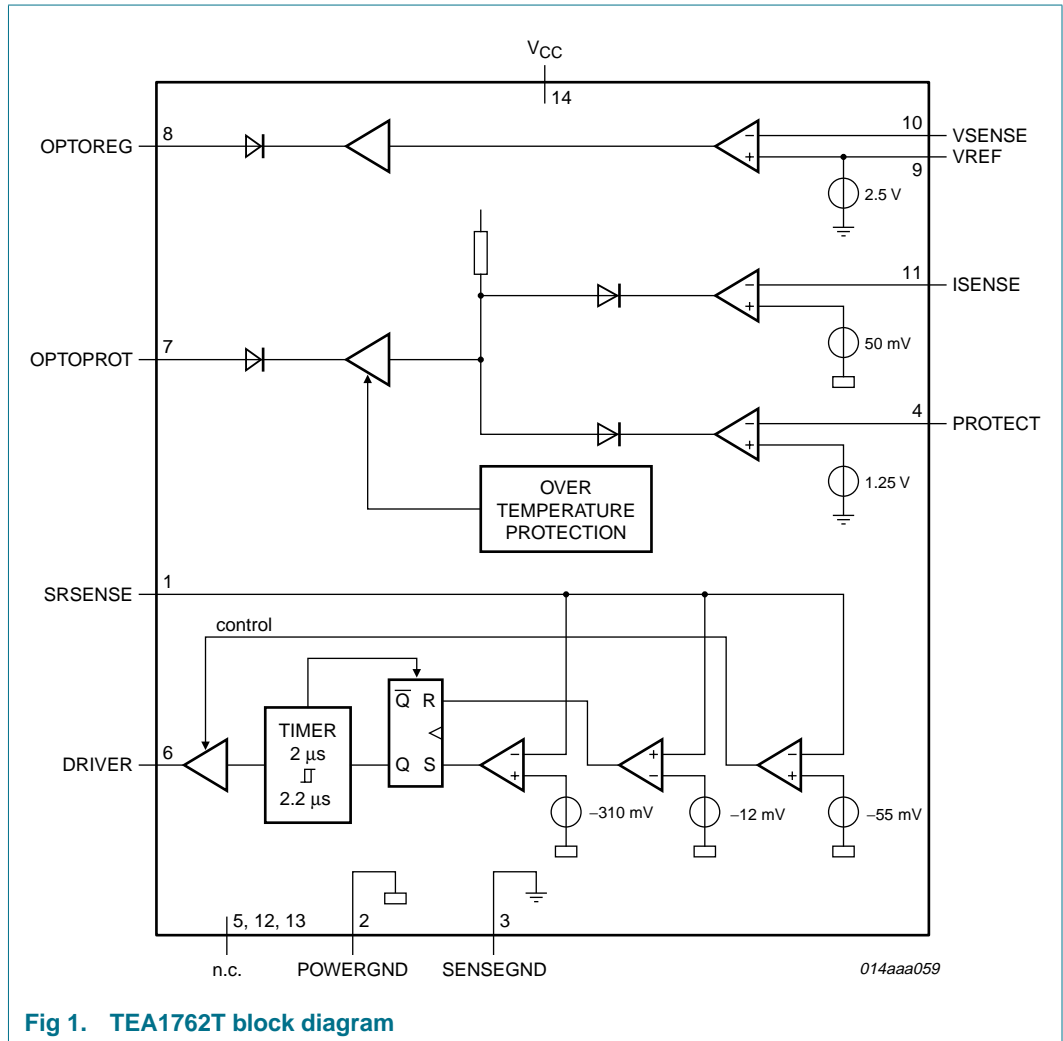 VCC
14
OPTOREG
8
10
VSENSE
VREF
9
2.5 V
11
ISENSE
50 mV
OPTOPROT
7
4
PROTECT
1.25 V
OVER
TEMPERATURE
PROTECTION
SRSENSE
1
control
Q R
TIMER
2 μs
2.2 μs
Q S
DRIVER
6
−310 mV
−12 mV
−55 mV
5, 12, 13
2
3
n.c.
POWERGND
SENSEGND
014aaa059
Fig 1. TEA1762T block diagram